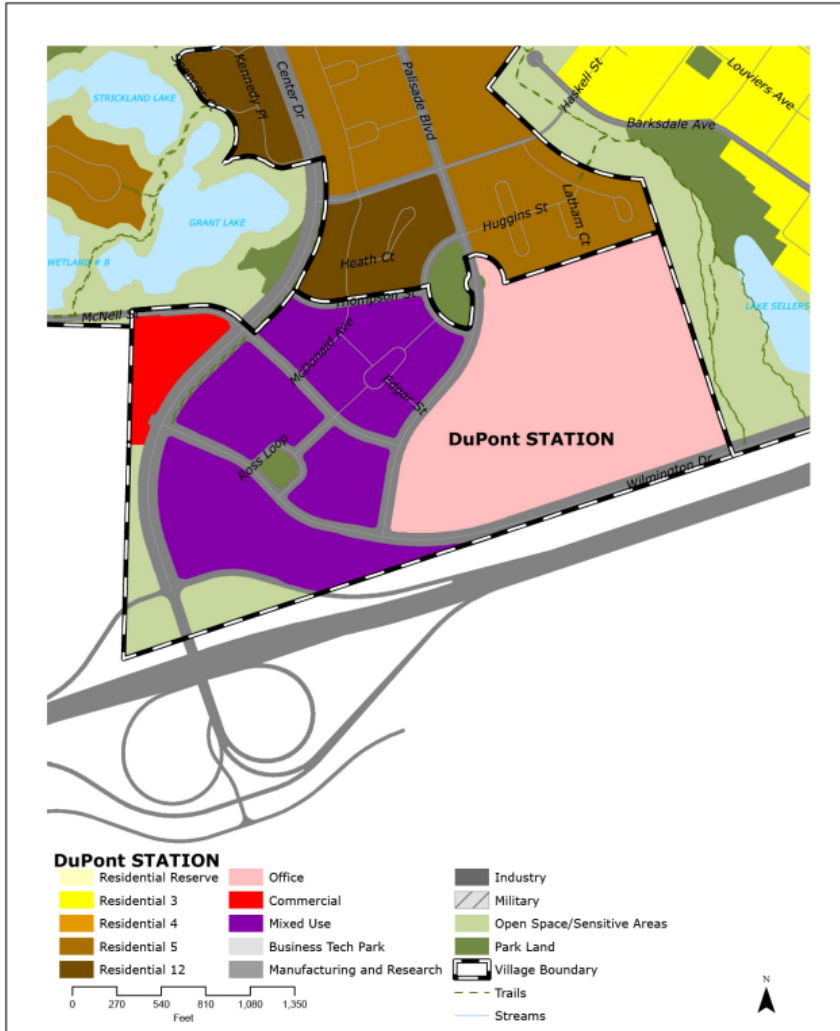 Spencer Ct
Kennedy Pl
Center Dr
Palisade Blvd
Haskell St
Louviers Ave
STRICKLAND LAKE
Barksdale Ave
GRANT LAKE
Huggins St
Latham Ct
Heath Ct
WETLAND # 8
Thompson St
LAKE SELLERS
McNeil St
McDonald Ave
Edgar St
DuPont STATION
Ross Loop
Wilmington Dr
DuPont STATION
Residential Reserve
Residential 3
Residential 4
Residential 5
Residential 12
Office
Commercial
Mixed Use
Business Tech Park
Manufacturing and Research
Industry
Military
Open Space/Sensitive Areas
Park Land
Village Boundary
Trails
Streams
0 270 540 810 1,080 1,350
Feet
N